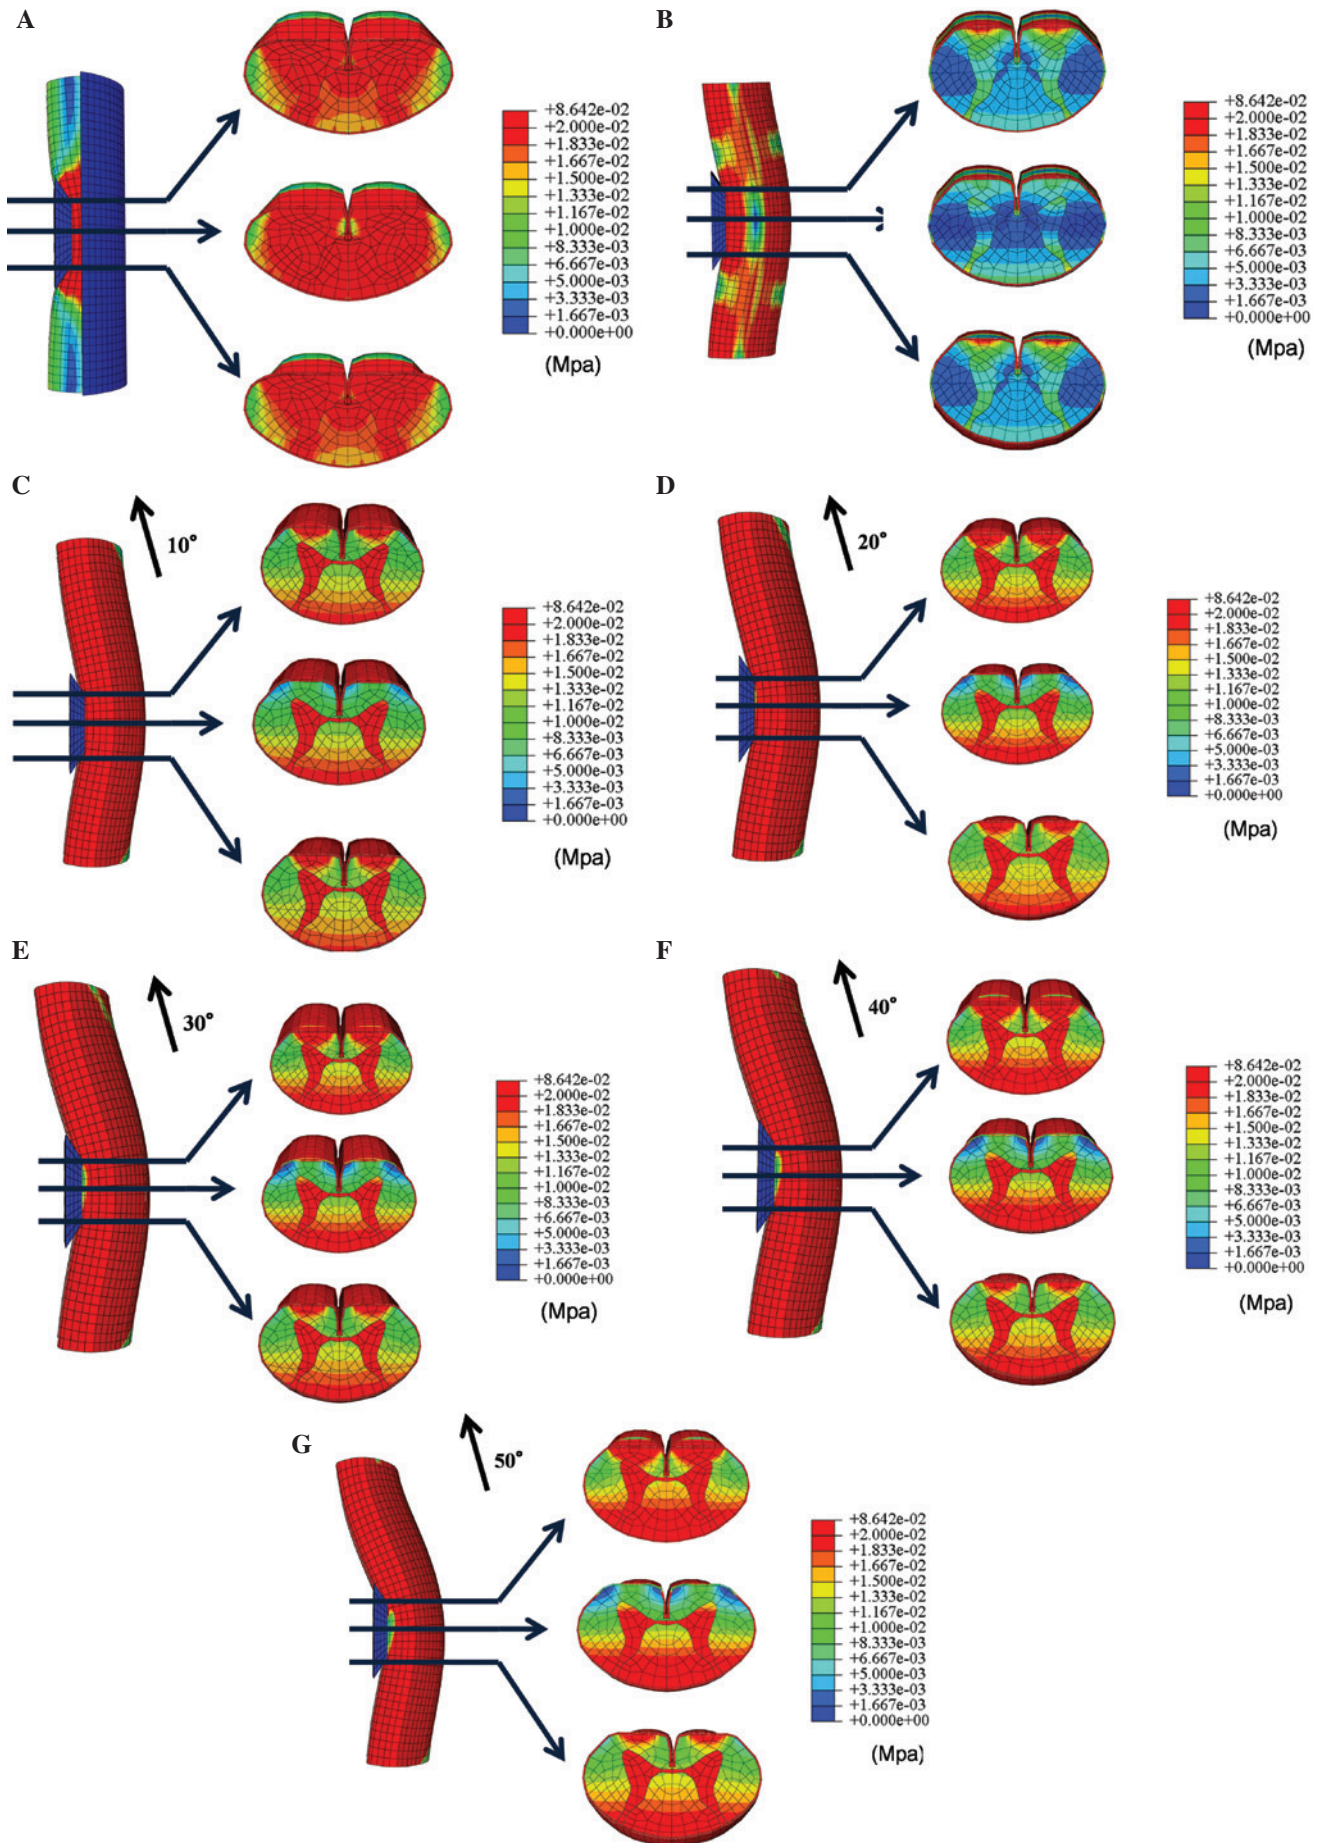 A
+8.642e-02
+2.000e-02
+1.833e-02
+1.667e-02
+1.500e-02
+1.333e-02
+1.167e-02
+1.000e-02
+8.333e-03
+6.667e-03
+5.000e-03
+3.333e-03
+1.667e-03
+0.000e+00
(Mpa)
B
+8.642e-02
+2.000e-02
+1.833e-02
+1.667e-02
+1.500e-02
+1.333e-02
+1.167e-02
+1.000e-02
+8.333e-03
+6.667e-03
+5.000e-03
+3.333e-03
+1.667e-03
+0.000e+00
(Mpa)
C
10°
+8.642e-02
+2.000e-02
+1.833e-02
+1.667e-02
+1.500e-02
+1.333e-02
+1.167e-02
+1.000e-02
+8.333e-03
+6.667e-03
+5.000e-03
+3.333e-03
+1.667e-03
+0.000e+00
(Mpa)
D
20°
+8.642e-02
+2.000e-02
+1.833e-02
+1.667e-02
+1.500e-02
+1.333e-02
+1.167e-02
+1.000e-02
+8.333e-03
+6.667e-03
+5.000e-03
+3.333e-03
+1.667e-03
+0.000e+00
(Mpa)
E
30°
+8.642e-02
+2.000e-02
+1.833e-02
+1.667e-02
+1.500e-02
+1.333e-02
+1.167e-02
+1.000e-02
+8.333e-03
+6.667e-03
+5.000e-03
+3.333e-03
+1.667e-03
+0.000e+00
(Mpa)
F
40°
+8.642e-02
+2.000e-02
+1.833e-02
+1.667e-02
+1.500e-02
+1.333e-02
+1.167e-02
+1.000e-02
+8.333e-03
+6.667e-03
+5.000e-03
+3.333e-03
+1.667e-03
+0.000e+00
(Mpa)
G
50°
+8.642e-02
+2.000e-02
+1.833e-02
+1.667e-02
+1.500e-02
+1.333e-02
+1.167e-02
+1.000e-02
+8.333e-03
+6.667e-03
+5.000e-03
+3.333e-03
+1.667e-03
+0.000e+00
(Mpa)